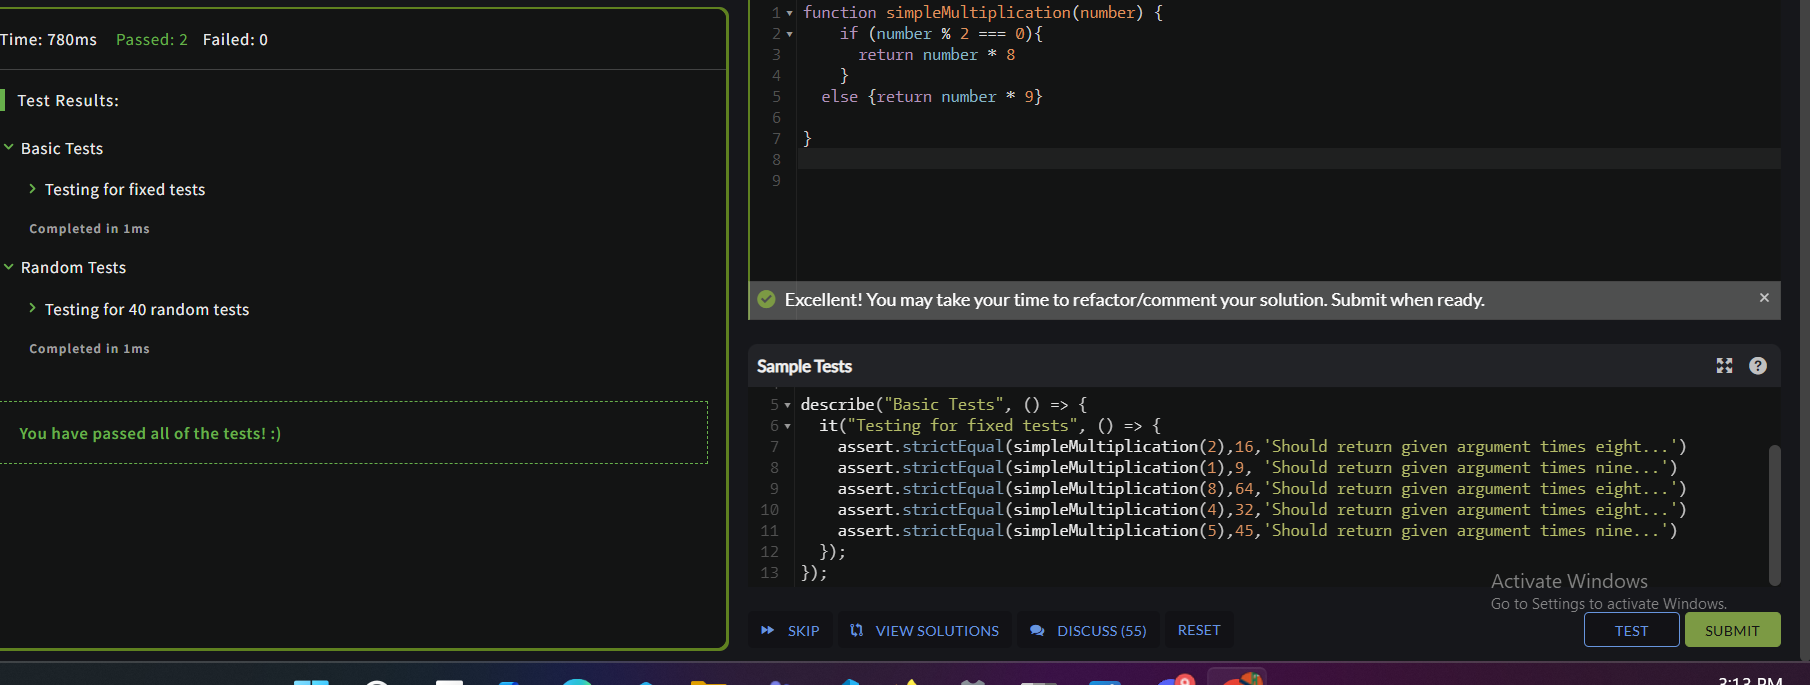 Time: 780ms Passed: 2 Failed: 0
Test Results:
Basic Tests
Testing for fixed tests
Completed in 1ms
Random Tests
Testing for 40 random tests
Completed in 1ms
You have passed all of the tests! :)
1 function simpleMultiplication(number) {
2 if (number % 2 === 0){
3 return number * 8
4 }
5 else {return number * 9}
6
7 }
8
9
Excellent! You may take your time to refactor/comment your solution. Submit when ready.
Sample Tests
5 describe("Basic Tests", () => {
6 it("Testing for fixed tests", () => {
7 assert.strictEqual(simpleMultiplication(2),16,'Should return given argument times eight...')
8 assert.strictEqual(simpleMultiplication(1),9, 'Should return given argument times nine...')
9 assert.strictEqual(simpleMultiplication(8),64,'Should return given argument times eight...')
10 assert.strictEqual(simpleMultiplication(4),32,'Should return given argument times eight...')
11 assert.strictEqual(simpleMultiplication(5),45,'Should return given argument times nine...')
12 });
13 });
Activate Windows
Go to Settings to activate Windows.
SKIP VIEW SOLUTIONS DISCUSS (55) RESET TEST SUBMIT
3:13 PM